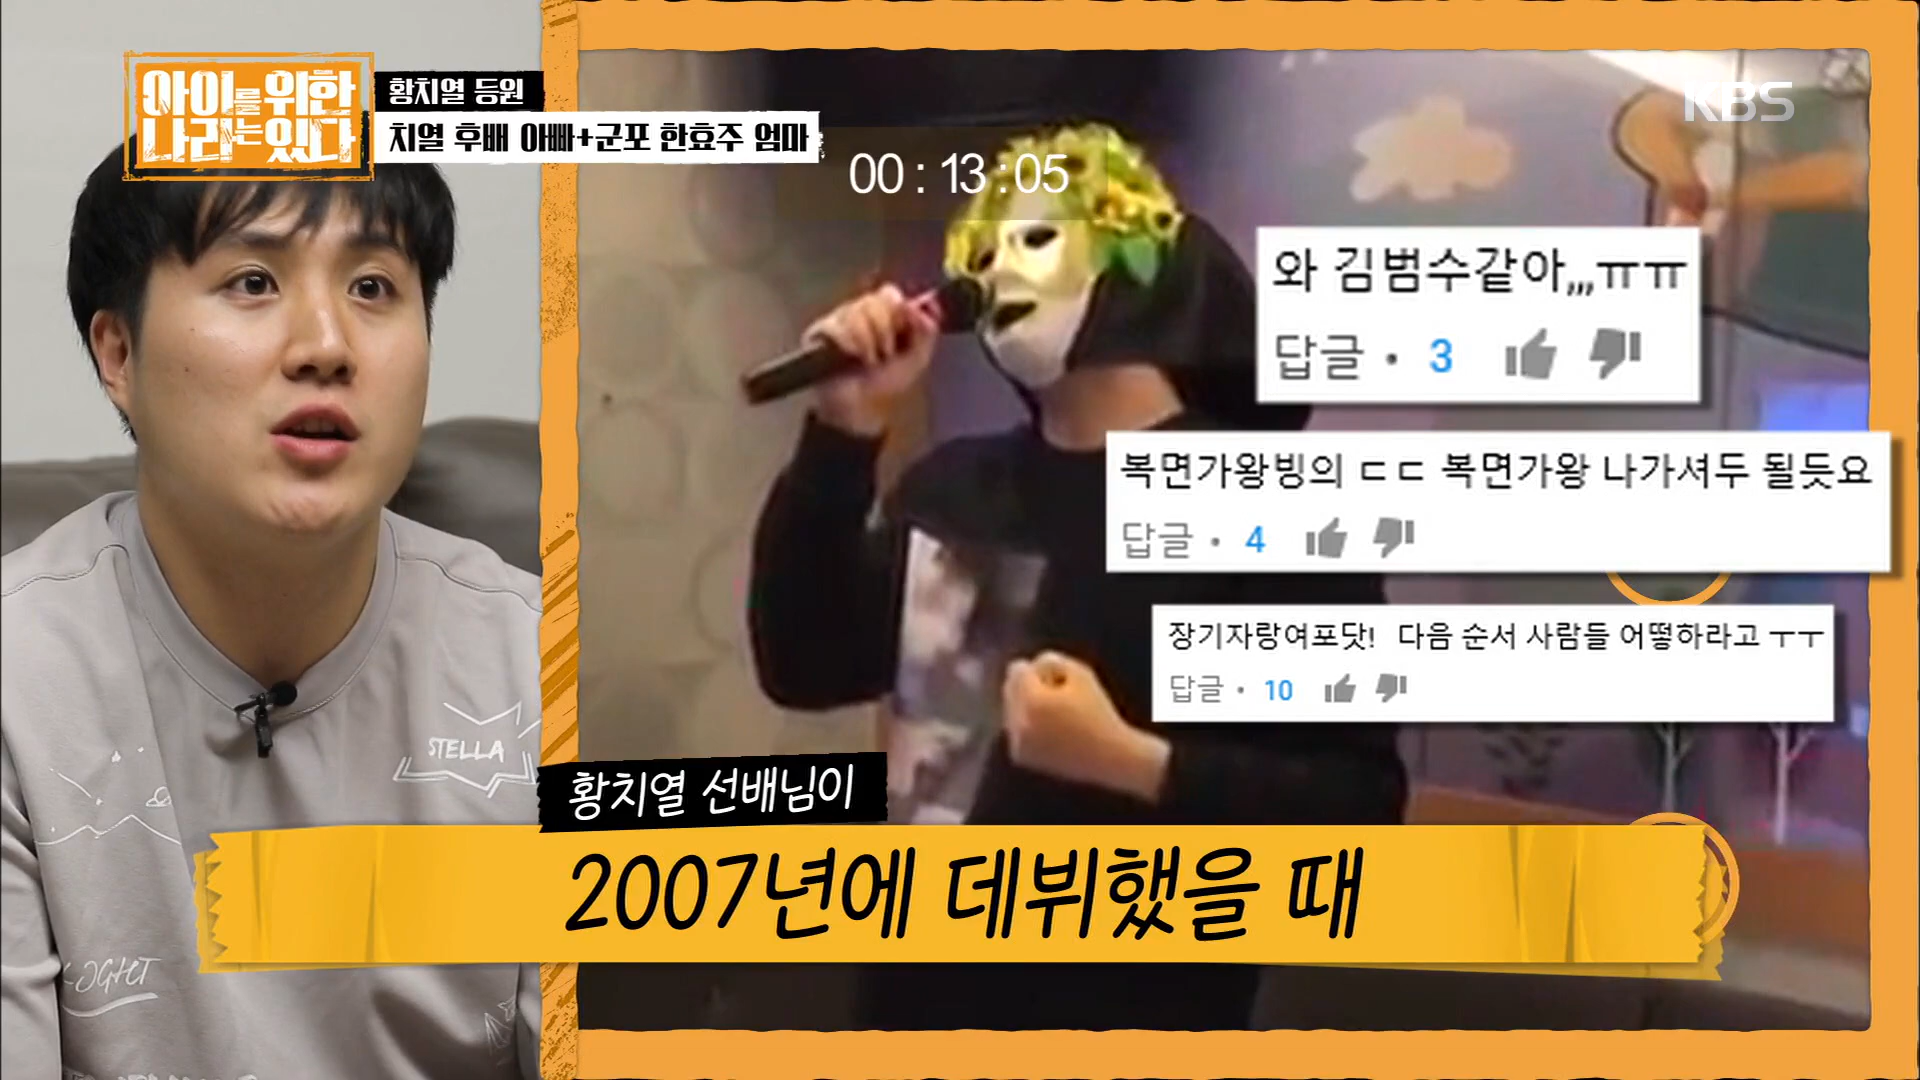 아이를위한
나라는있다
황치열 등원
치열 후배 아빠+군포 한효주 엄마
KBS
00 : 13 : 05
와 김범수같아,,,ㅠㅠ
답글 · 3
복면가왕빙의 ㄷㄷ 복면가왕 나가셔두 될듯요
답글 · 4
장기자랑여포닷! 다음 순서 사람들 어떻하라고 ㅜㅜ
답글 · 10
STELLA
황치열 선배님이
2007년에 데뷔했을 때